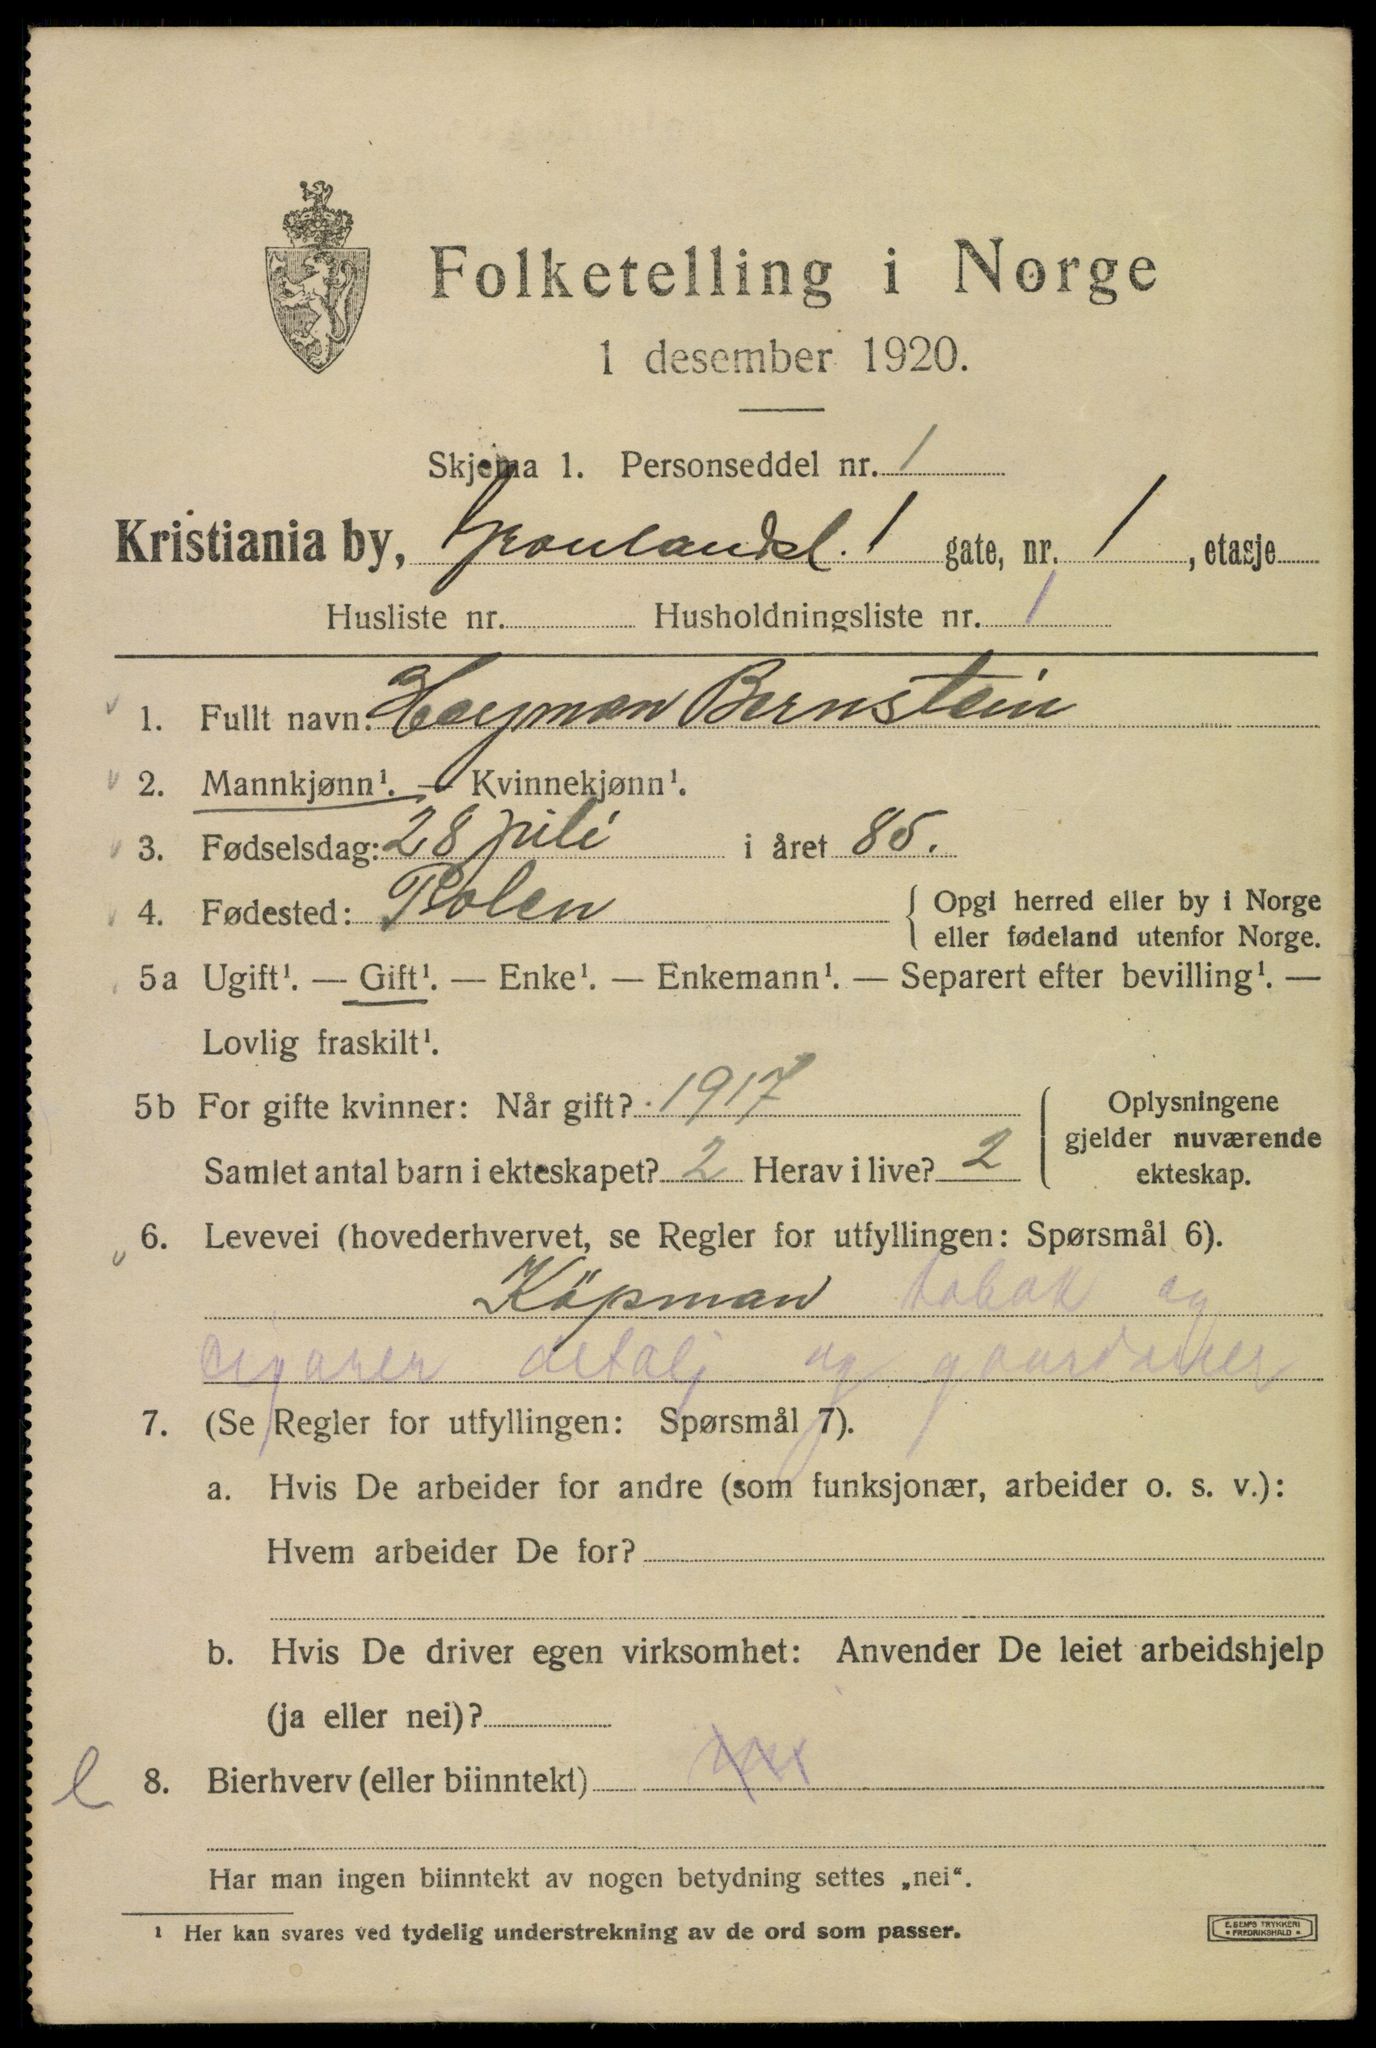 Folketelling i Norge
1 desember 1920.
Skjema 1. Personseddel nr. 1
Kristiania by, Grønlandsl. 1 gate, nr. 1, etasje
Husliste nr. Husholdningsliste nr. 1
1. Fullt navn: Heyman Bernstein
2. Mannkjønn¹. — Kvinnekjønn¹.
3. Fødselsdag: 28 juli i året 85.
4. Fødested: Polen { Opgi herred eller by i Norge
eller fødeland utenfor Norge.
5a Ugift¹. — Gift¹. — Enke¹. — Enkemann¹. — Separert efter bevilling¹. —
Lovlig fraskilt¹.
5b For gifte kvinner: Når gift? 1917
Samlet antal barn i ekteskapet? 2 Herav i live? 2
Oplysningene
gjelder nuværende
ekteskap.
6. Levevei (hovederhvervet, se Regler for utfyllingen: Spørsmål 6).
Köpman tobak og
cigarer detalj og gaardeier
7. (Se Regler for utfyllingen: Spørsmål 7).
a. Hvis De arbeider for andre (som funksjonær, arbeider o. s. v.):
Hvem arbeider De for?
b. Hvis De driver egen virksomhet: Anvender De leiet arbeidshjelp
(ja eller nei)?
8. Bierhverv (eller biinntekt)
Har man ingen biinntekt av nogen betydning settes „nei“.
¹ Her kan svares ved tydelig understrekning av de ord som passer.
E. SEM'S TRYKKERI
FREDRIKSHALD